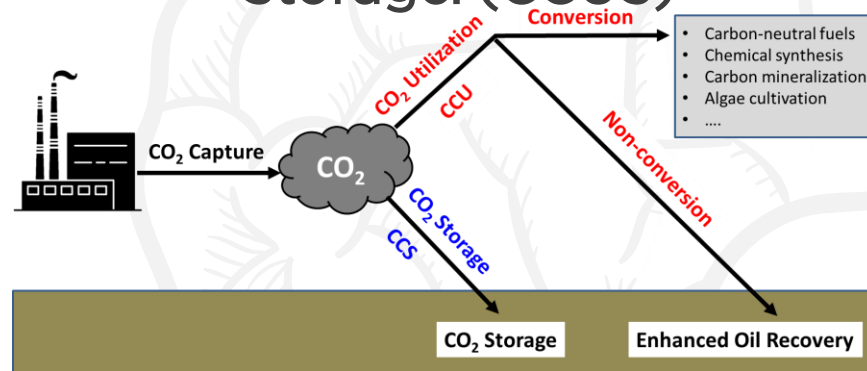 Conversion
• Carbon-neutral fuels
• Chemical synthesis
• Carbon mineralization
• Algae cultivation
• ....
CO₂ Utilization
CCU
Non-conversion
CO₂ Capture
CO₂
CO₂ Storage
CCS
CO₂ Storage
Enhanced Oil Recovery